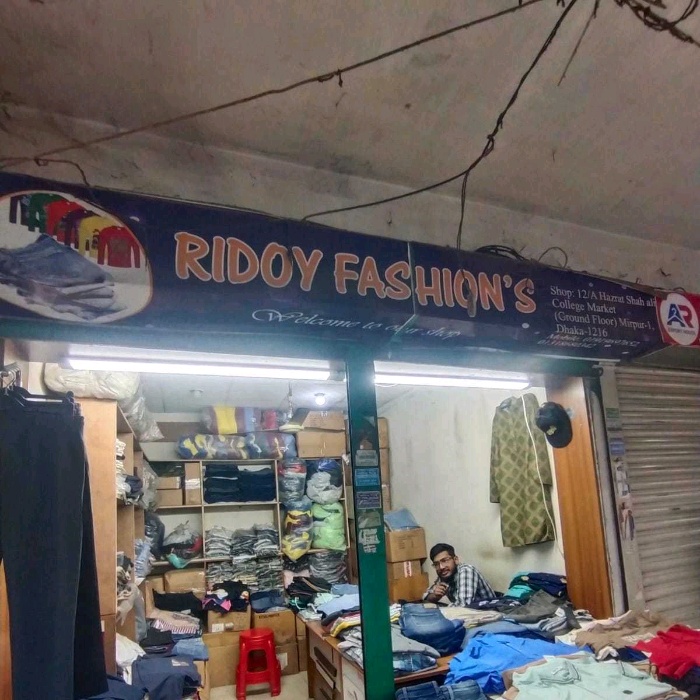 RIDOY FASHION'S
Welcome to our shop
Shop: 12/A Hazrat Shah ali
College Market
(Ground Floor) Mirpur-1,
Dhaka-1216
Mobile:
AR